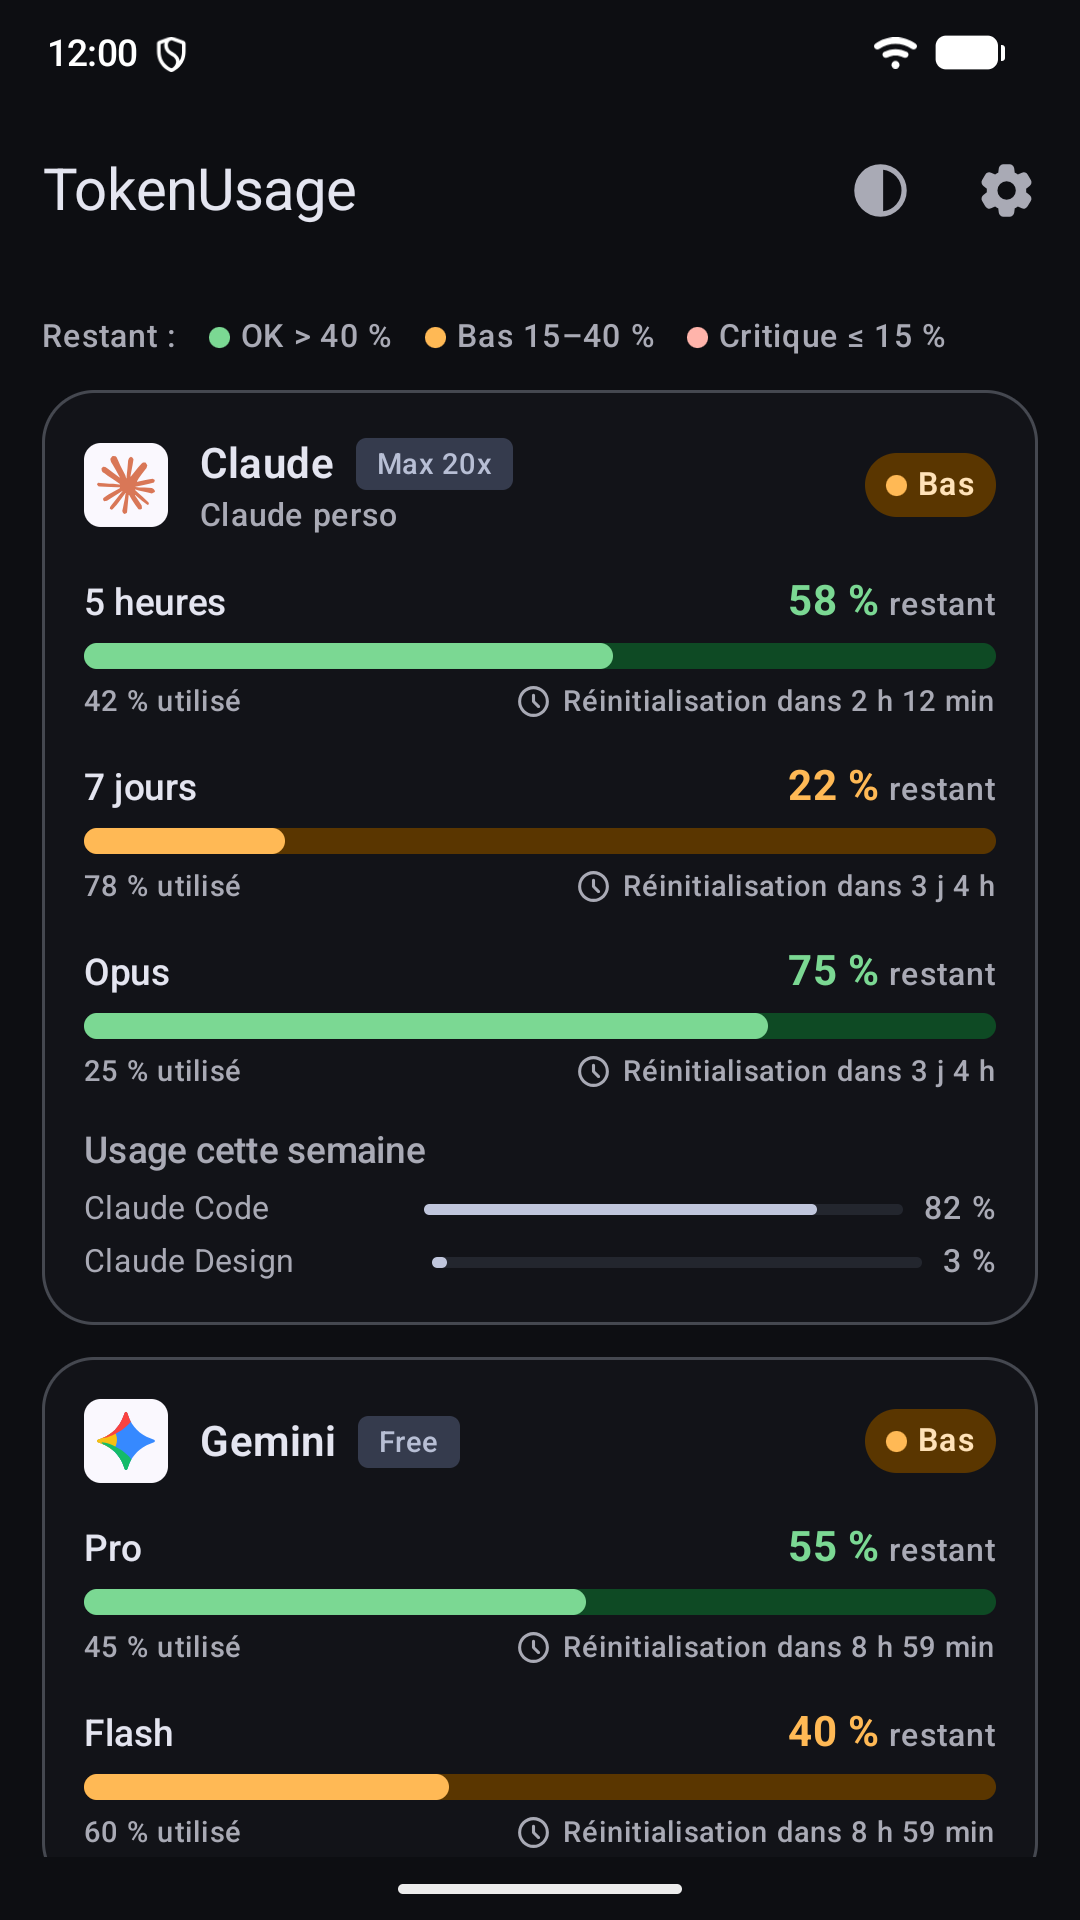 12:00
TokenUsage
Restant : OK > 40 % Bas 15–40 % Critique ≤ 15 %
Claude Max 20x
Claude perso
Bas
5 heures 58 % restant
42 % utilisé Réinitialisation dans 2 h 12 min
7 jours 22 % restant
78 % utilisé Réinitialisation dans 3 j 4 h
Opus 75 % restant
25 % utilisé Réinitialisation dans 3 j 4 h
Usage cette semaine
Claude Code 82 %
Claude Design 3 %
Gemini Free Bas
Pro 55 % restant
45 % utilisé Réinitialisation dans 8 h 59 min
Flash 40 % restant
60 % utilisé Réinitialisation dans 8 h 59 min